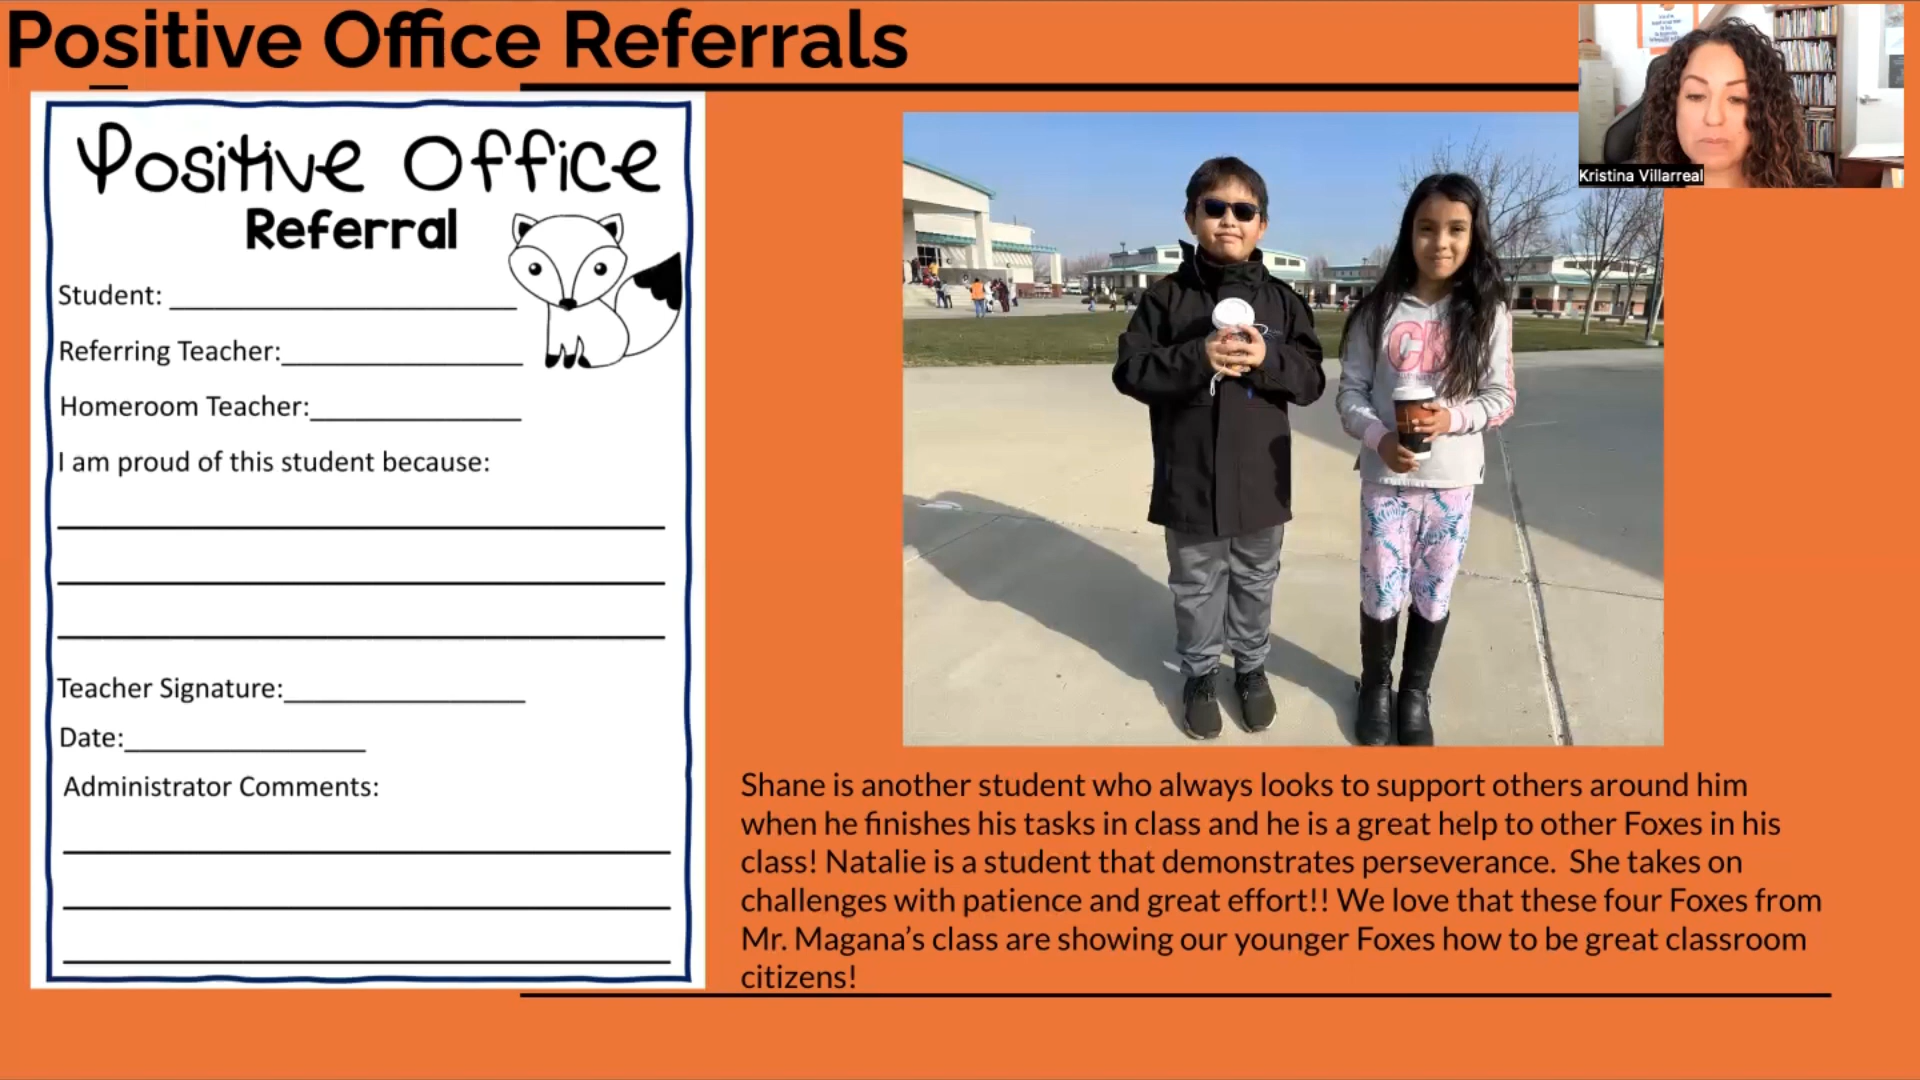 Positive Office Referrals
Positive Office
Referral
Student:
Referring Teacher:
Homeroom Teacher:
I am proud of this student because:
Teacher Signature:
Date:
Administrator Comments:
Kristina Villarreal
Shane is another student who always looks to support others around him
when he finishes his tasks in class and he is a great help to other Foxes in his
class! Natalie is a student that demonstrates perseverance.  She takes on
challenges with patience and great effort!! We love that these four Foxes from
Mr. Magana’s class are showing our younger Foxes how to be great classroom
citizens!